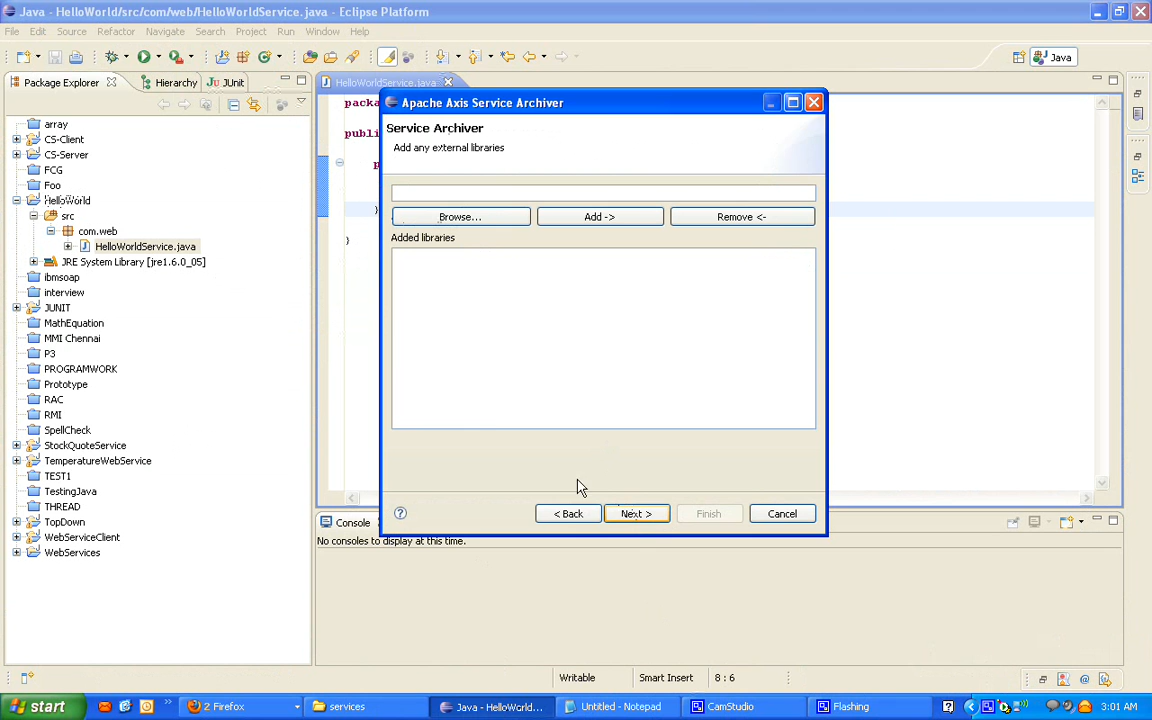 Java - HelloWorld/src/com/web/HelloWorldService.java - Eclipse Platform
File Edit Source Refactor Navigate Search Project Run Window Help
Java
Package Explorer Hierarchy JUnit
HelloWorldService.java
array
CS-Client
CS-Server
FCG
Foo
HelloWorld
src
com.web
HelloWorldService.java
JRE System Library [jre1.6.0_05]
ibmsoap
interview
JUNIT
MathEquation
MMI Chennai
P3
PROGRAMWORK
Prototype
RAC
RMI
SpellCheck
StockQuoteService
TemperatureWebService
TEST1
TestingJava
THREAD
TopDown
WebServiceClient
WebServices
packa
publi
p
}
}
Apache Axis Service Archiver
Service Archiver
Add any external libraries
Browse... Add -> Remove <-
Added libraries
< Back Next > Finish Cancel
Console
No consoles to display at this time.
Writable Smart Insert 8 : 6
start 2 Firefox services Java - HelloWorld... Untitled - Notepad CamStudio Flashing 3:01 AM